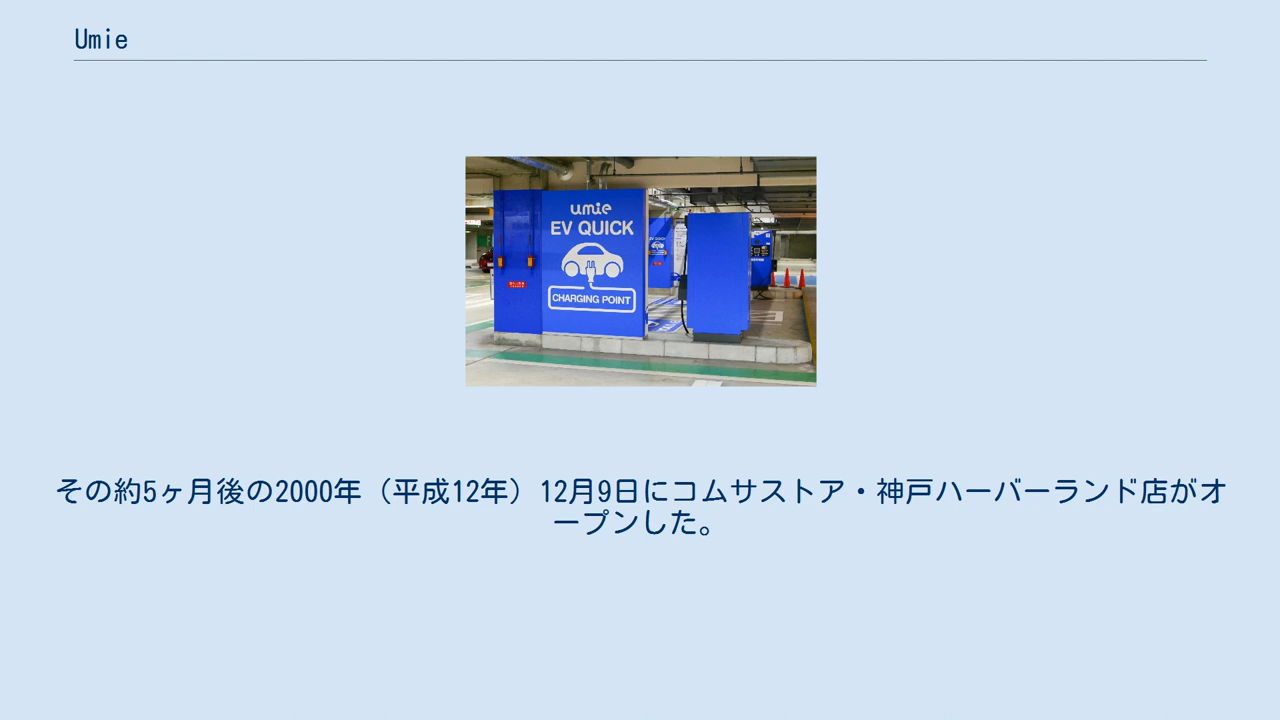 Umie
umie
EV QUICK
CHARGING POINT
その約5ヶ月後の2000年（平成12年）12月9日にコムサストア・神戸ハーバーランド店がオ
ープンした。